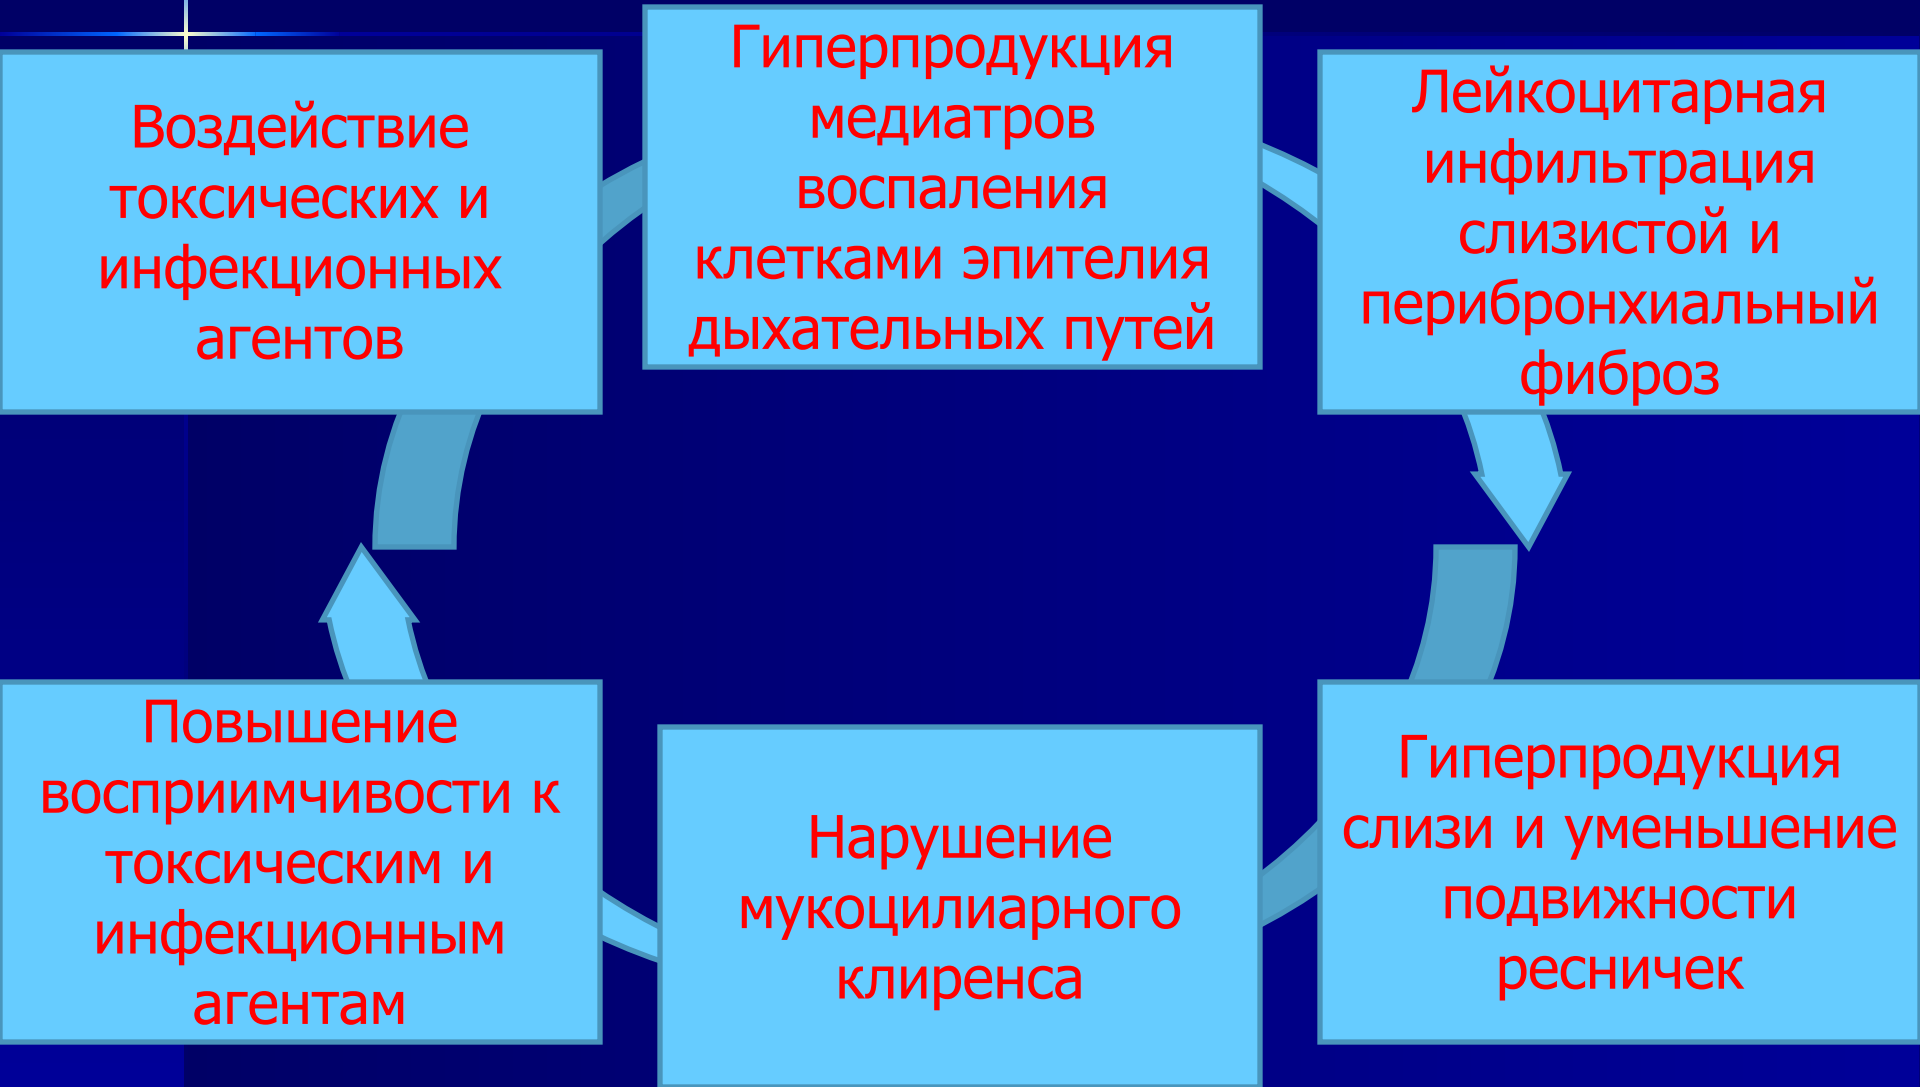 Воздействие
токсических и
инфекционных
агентов
Гиперпродукция
медиатров
воспаления
клетками эпителия
дыхательных путей
Лейкоцитарная
инфильтрация
слизистой и
перибронхиальный
фиброз
Гиперпродукция
слизи и уменьшение
подвижности
ресничек
Нарушение
мукоцилиарного
клиренса
Повышение
восприимчивости к
токсическим и
инфекционным
агентам